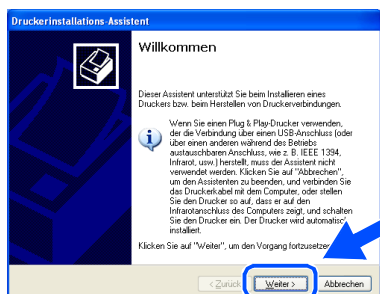 Druckerinstallations-Assistent
Willkommen
Dieser Assistent unterstützt Sie beim Installieren eines
Druckers bzw. beim Herstellen von Druckerverbindungen.
Wenn Sie einen Plug & Play-Drucker verwenden,
der die Verbindung über einen USB-Anschluss (oder
über einen anderen während des Betriebs
austauschbaren Anschluss, wie z. B. IEEE 1394,
Infrarot, usw.) herstellt, muss der Assistent nicht
verwendet werden. Klicken Sie auf "Abbrechen",
um den Assistenten zu beenden, und verbinden Sie
das Druckerkabel mit dem Computer, oder stellen
Sie den Drucker so auf, dass er auf den
Infrarotanschluss des Computers zeigt, und schalten
Sie den Drucker ein. Der Drucker wird automatisch
installiert.
Klicken Sie auf "Weiter", um den Vorgang fortzusetzen
< Zurück Weiter > Abbrechen